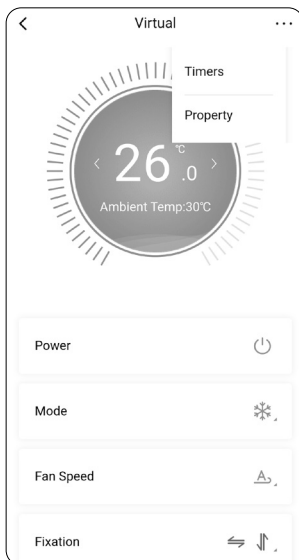 Virtual
Timers
Property
26.0 ℃
Ambient Temp:30℃
Power
Mode
Fan Speed
A
Fixation